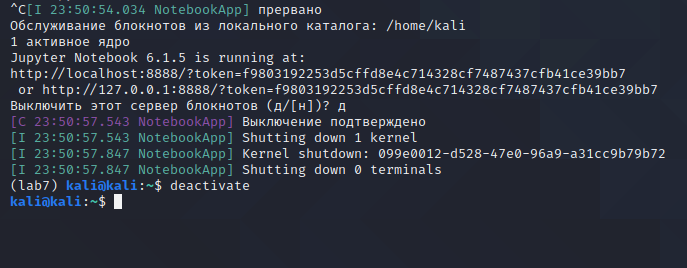 ^C[I 23:50:54.034 NotebookApp] прервано
Обслуживание блокнотов из локального каталога: /home/kali
1 активное ядро
Jupyter Notebook 6.1.5 is running at:
http://localhost:8888/?token=f9803192253d5cffd8e4c714328cf7487437cfb41ce39bb7
 or http://127.0.0.1:8888/?token=f9803192253d5cffd8e4c714328cf7487437cfb41ce39bb7
Выключить этот сервер блокнотов (д/[н])? д
[C 23:50:57.543 NotebookApp] Выключение подтверждено
[I 23:50:57.543 NotebookApp] Shutting down 1 kernel
[I 23:50:57.847 NotebookApp] Kernel shutdown: 099e0012-d528-47e0-96a9-a31cc9b79b72
[I 23:50:57.847 NotebookApp] Shutting down 0 terminals
(lab7) kali@kali:~$ deactivate
kali@kali:~$